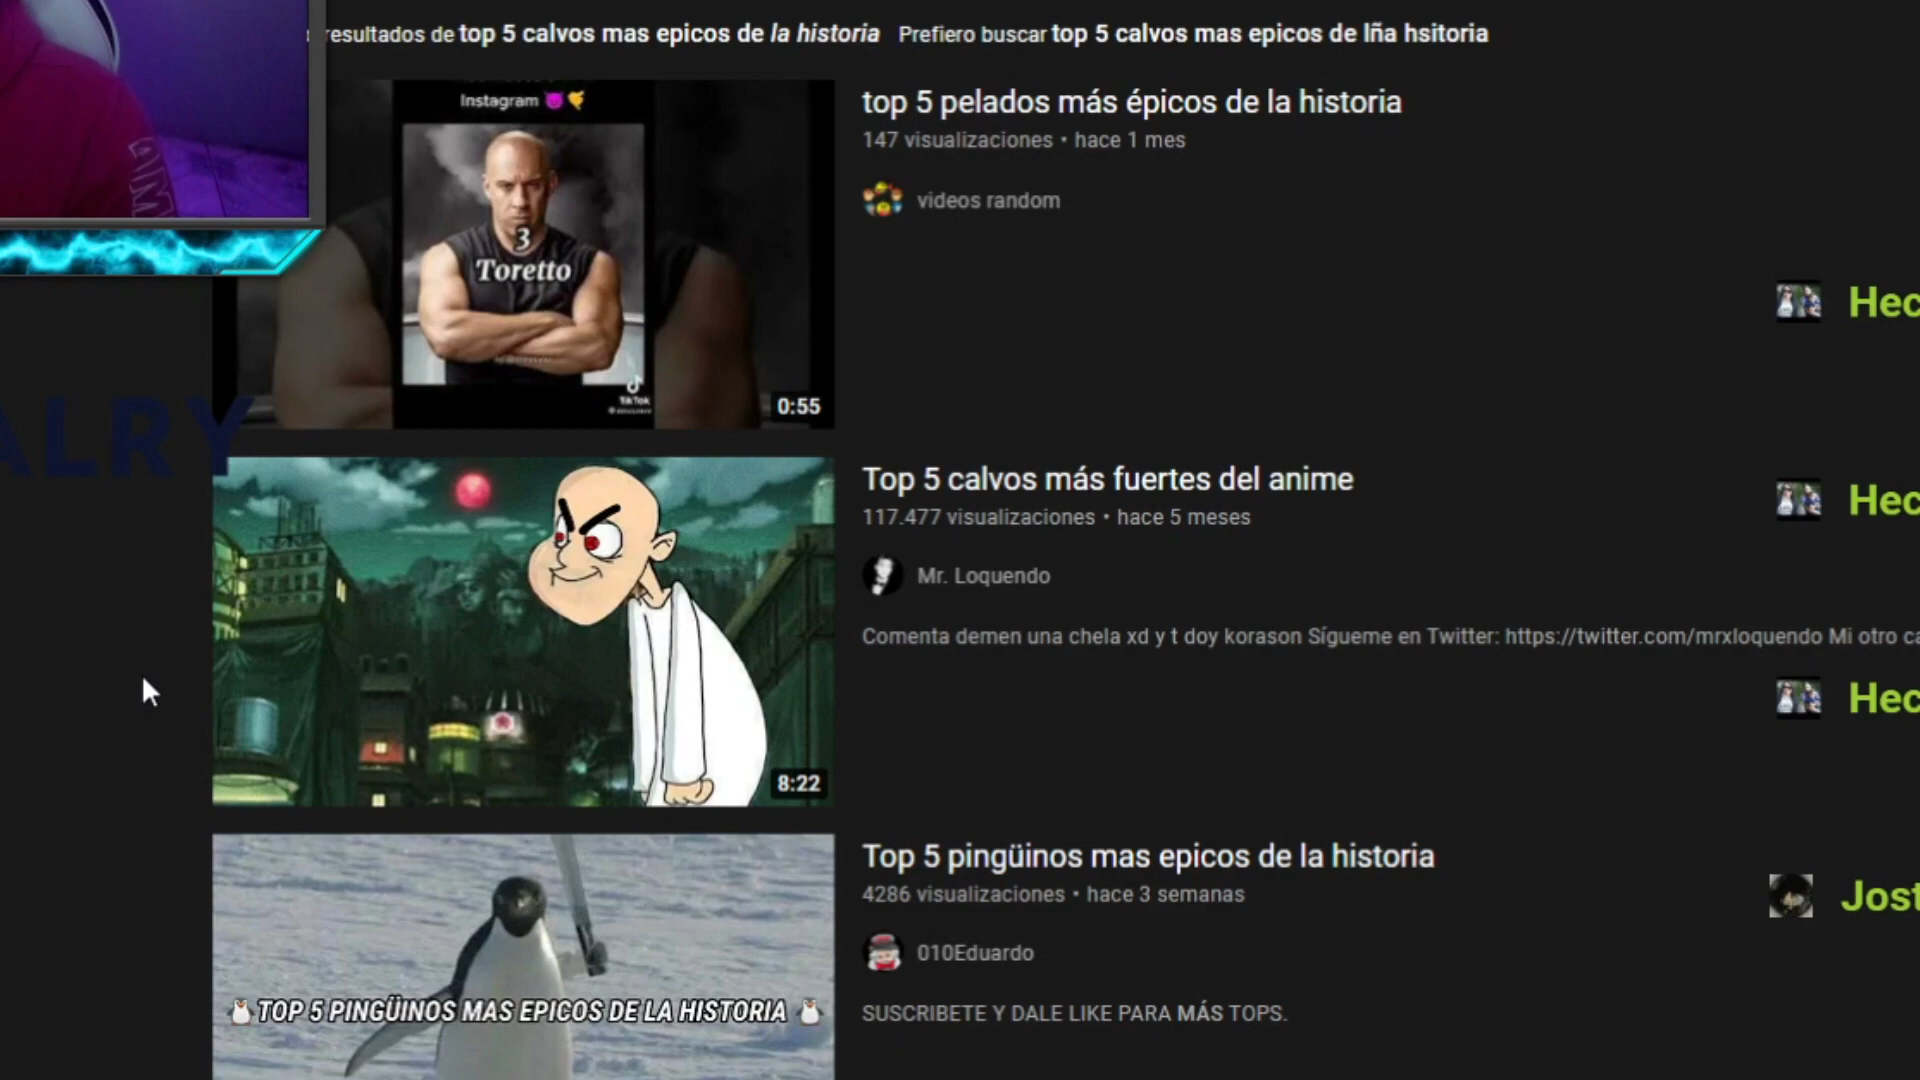 resultados de top 5 calvos mas epicos de la historia Prefiero buscar top 5 calvos mas epicos de lña hsitoria
Instagram
3
Toretto
TikTok
0:55
top 5 pelados más épicos de la historia
147 visualizaciones • hace 1 mes
videos random
Hec
ALRY
8:22
Top 5 calvos más fuertes del anime
117.477 visualizaciones • hace 5 meses
Hec
Mr. Loquendo
Comenta demen una chela xd y t doy korason Sígueme en Twitter: https://twitter.com/mrxloquendo Mi otro ca
Hec
TOP 5 PINGÜINOS MAS EPICOS DE LA HISTORIA
Top 5 pingüinos mas epicos de la historia
4286 visualizaciones • hace 3 semanas
Jost
010Eduardo
SUSCRIBETE Y DALE LIKE PARA MÁS TOPS.